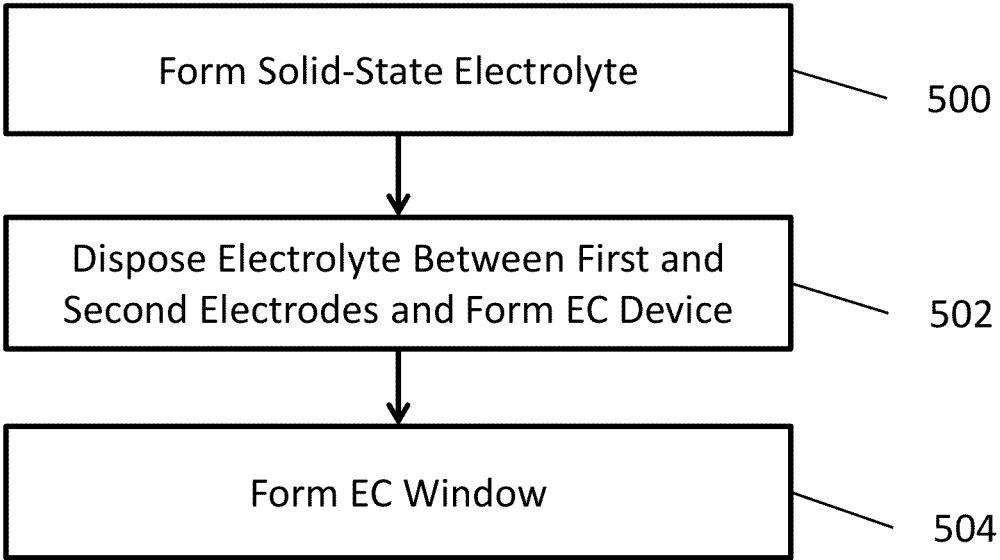 Form Solid-State Electrolyte
500
Dispose Electrolyte Between First and
Second Electrodes and Form EC Device
502
Form EC Window
504